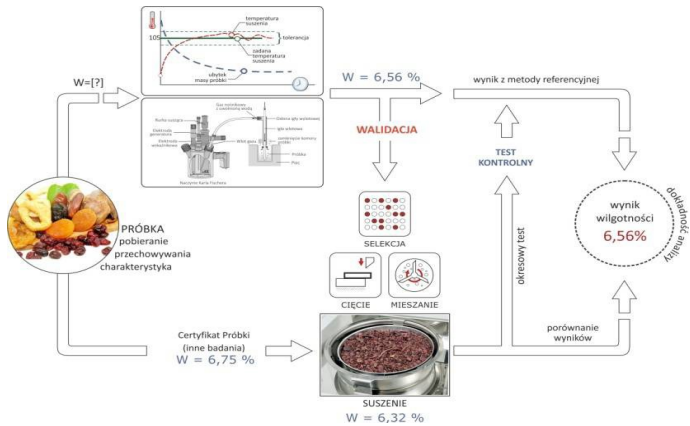 W=[?]
temperatura
suszenia
tolerancja
105
zadana
temperatura
suszenia
ubytek
masy próbki
W = 6,56 %
wynik z metody referencyjnej
WALIDACJA
TEST
KONTROLNY
SELEKCJA
CIĘCIE
MIESZANIE
okresowy test
wynik
wilgotności
6,56%
dokładność analizy
PRÓBKA
pobieranie
przechowywania
charakterystyka
Certyfikat Próbki
(inne badania)
W = 6,75 %
porównanie
wyników
SUSZENIE
W = 6,32 %
Próbka
Piec